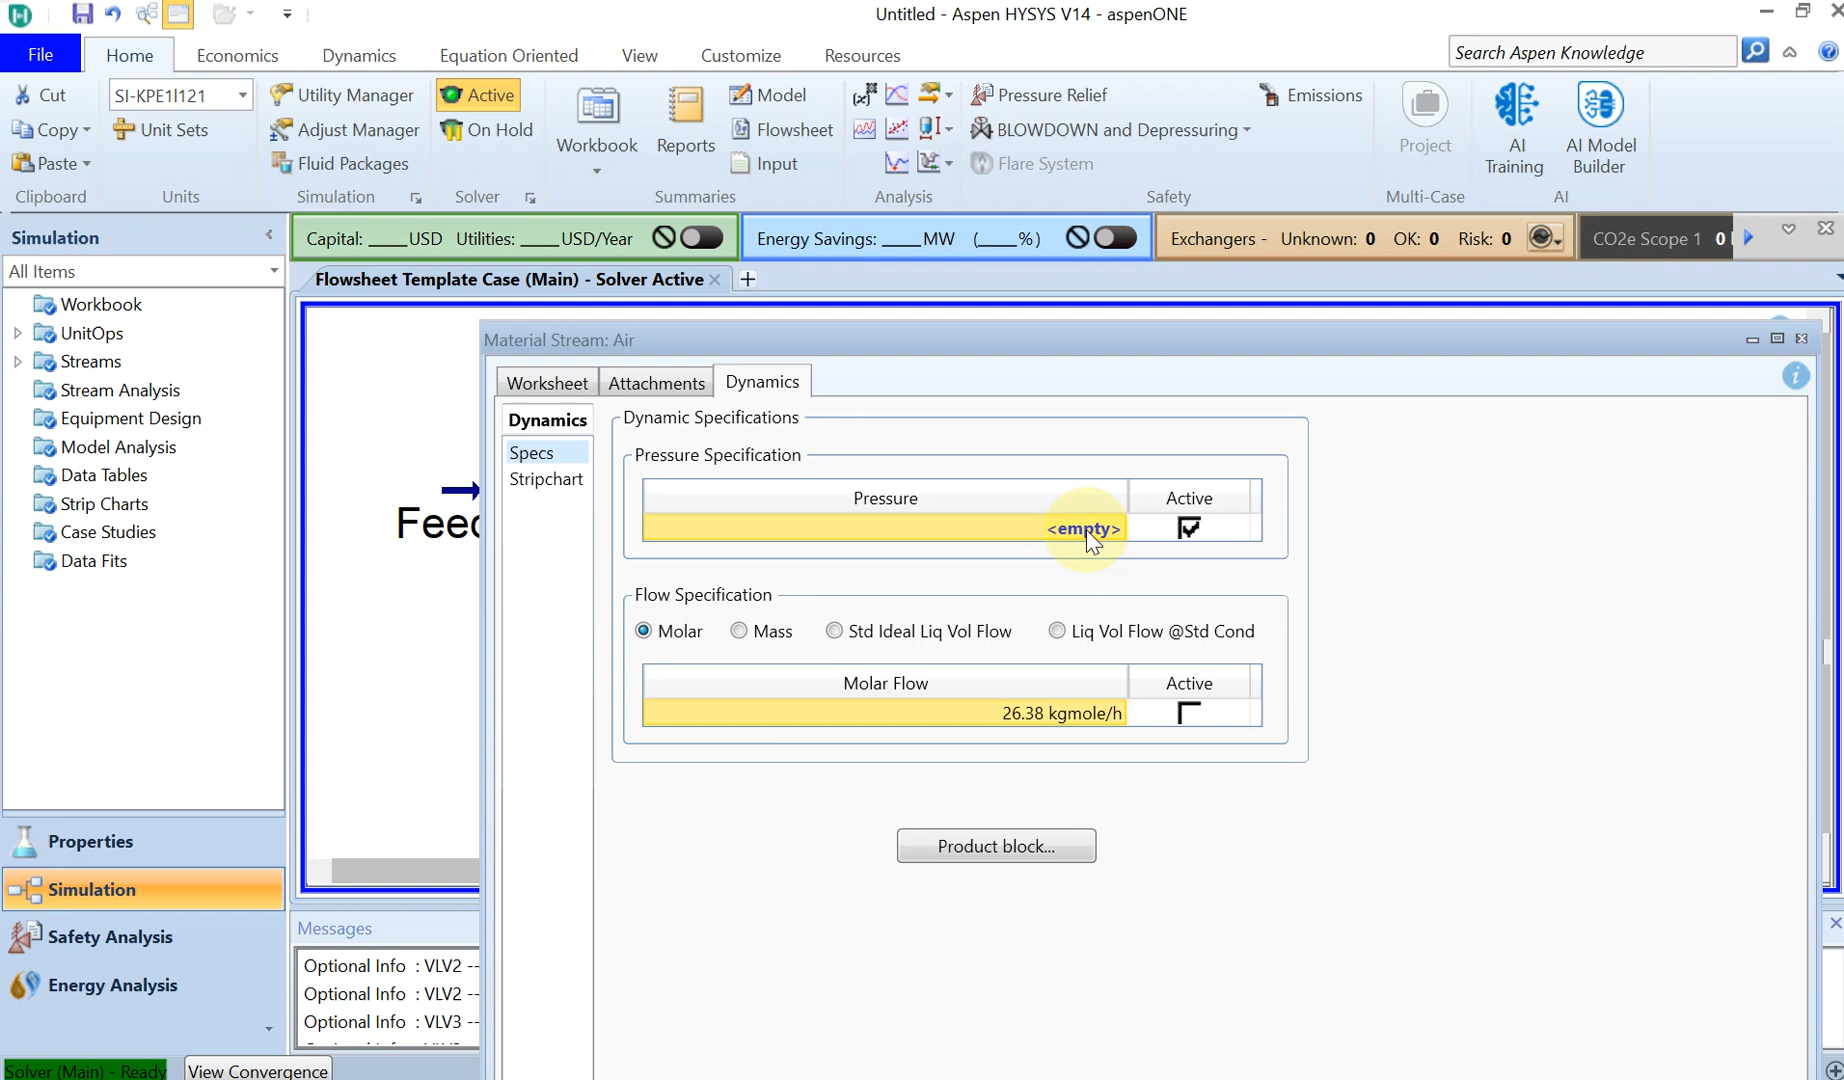 Untitled - Aspen HYSYS V14 - aspenONE
File
Home
Economics
Dynamics
Equation Oriented
View
Customize
Resources
Search Aspen Knowledge
Cut
Copy
Paste
Clipboard
SI-KPE1l121
Unit Sets
Units
Utility Manager
Adjust Manager
Fluid Packages
Simulation
Active
On Hold
Solver
Workbook
Reports
Model
Flowsheet
Input
Summaries
Analysis
Pressure Relief
BLOWDOWN and Depressuring
Flare System
Emissions
Safety
Project
Multi-Case
AI
Training
AI Model
Builder
AI
Simulation
All Items
Workbook
UnitOps
Streams
Stream Analysis
Equipment Design
Model Analysis
Data Tables
Strip Charts
Case Studies
Data Fits
Properties
Simulation
Safety Analysis
Energy Analysis
Capital: ____USD Utilities: ____USD/Year
Energy Savings: ____MW (____%)
Exchangers - Unknown: 0 OK: 0 Risk: 0
CO2e Scope 1 0
Flowsheet Template Case (Main) - Solver Active
Feed
Material Stream: Air
Worksheet
Attachments
Dynamics
Dynamics
Specs
Stripchart
Dynamic Specifications
Pressure Specification
Pressure Active
<empty>
Flow Specification
Molar Mass Std Ideal Liq Vol Flow Liq Vol Flow @Std Cond
Molar Flow Active
26.38 kgmole/h
Product block...
Messages
Optional Info : VLV2 --
Optional Info : VLV2 --
Optional Info : VLV3 --
Solver (Main) - Ready
View Convergence